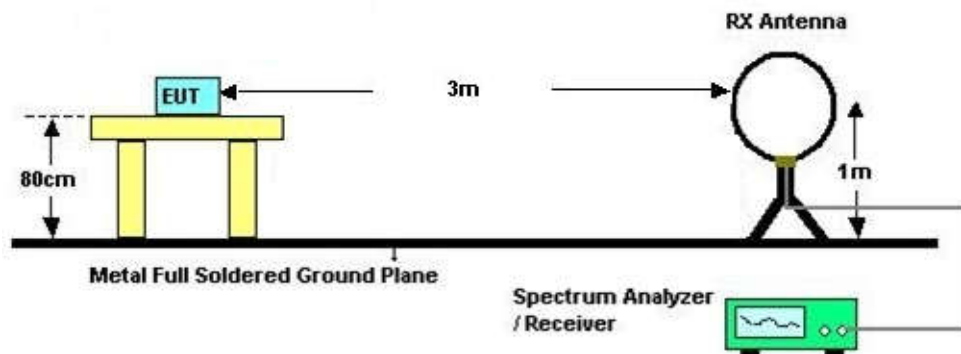 RX Antenna
EUT
3m
80cm
1m
Metal Full Soldered Ground Plane
Spectrum Analyzer
/ Receiver